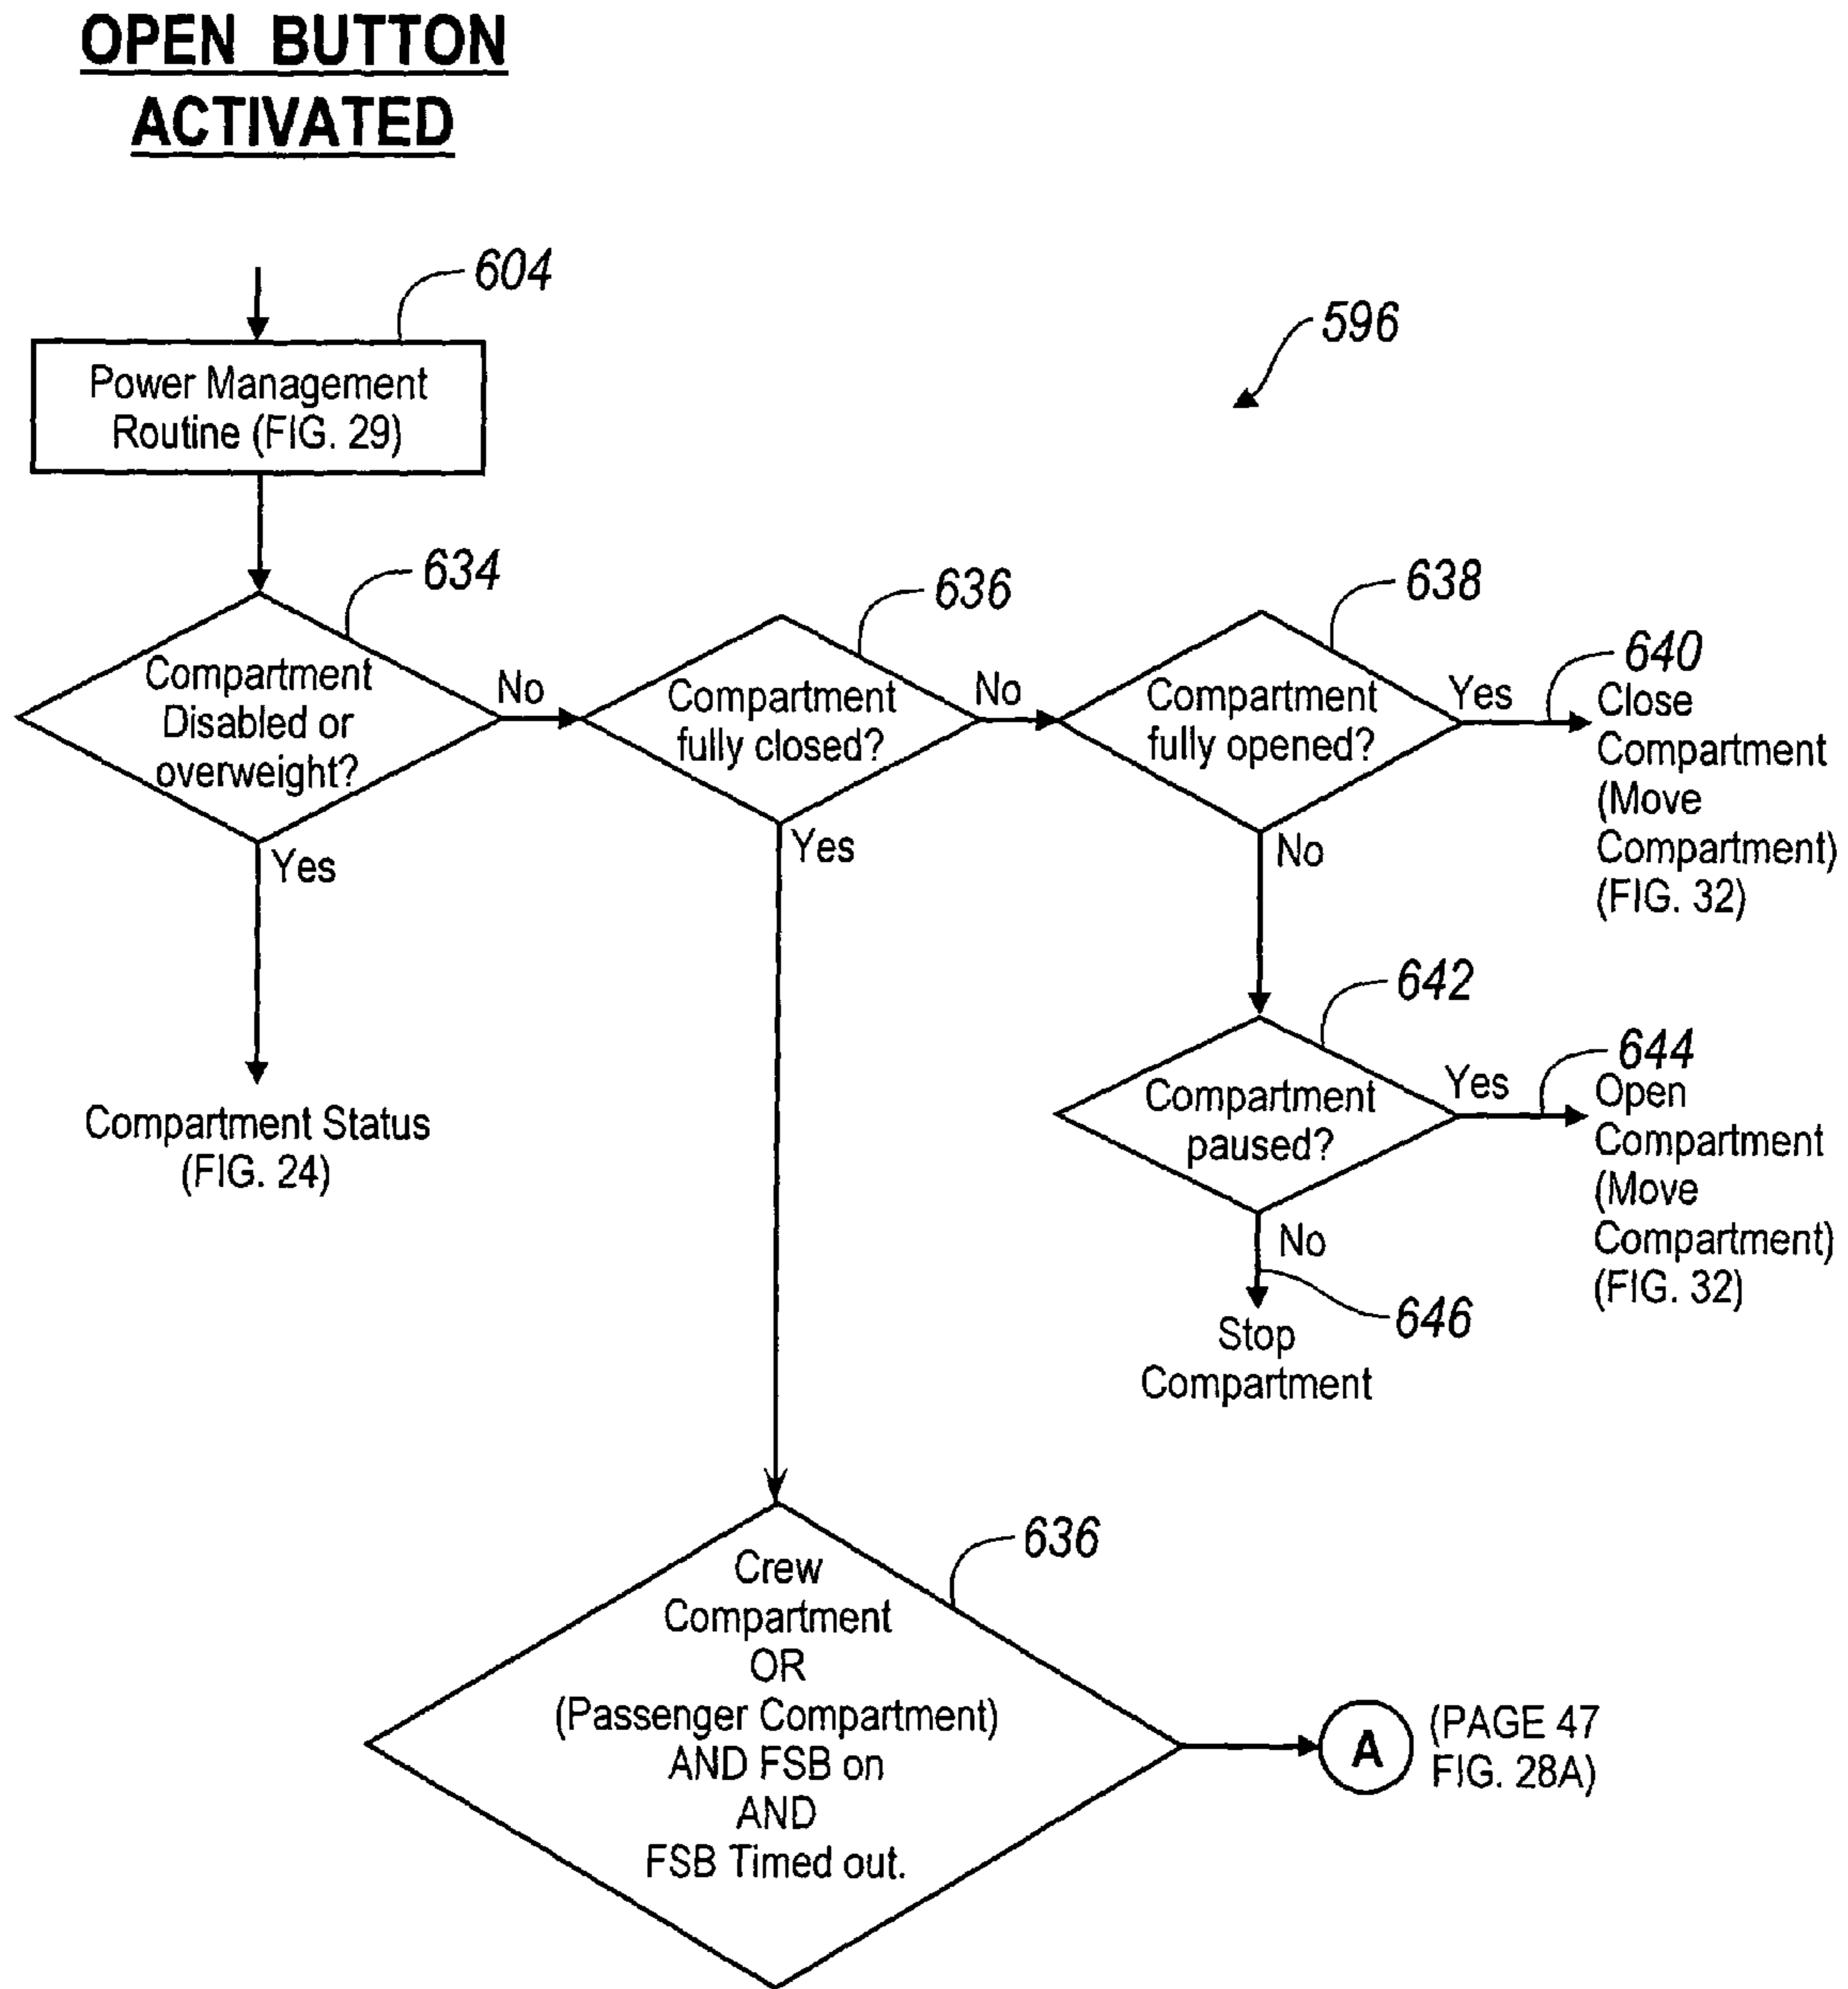 OPEN BUTTON
ACTIVATED
604
596
Power Management
Routine (FIG. 29)
634
636
638
640
Compartment
Disabled or
overweight?
No
Compartment
fully closed?
No
Compartment
fully opened?
Yes
Close
Compartment
(Move
Compartment)
(FIG. 32)
Yes
Yes
No
642
644
Compartment Status
(FIG. 24)
Compartment
paused?
Yes
Open
Compartment
(Move
Compartment)
(FIG. 32)
No
646
Stop
Compartment
636
Crew
Compartment
OR
(Passenger Compartment)
AND FSB on
AND
FSB Timed out.
A
(PAGE 47
FIG. 28A)